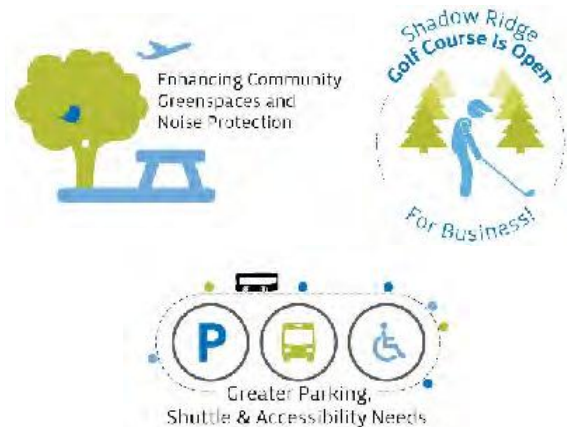 Enhancing Community
Greenspaces and
Noise Protection
Shadow Ridge
Golf Course is Open
For Business!
P
Greater Parking,
Shuttle & Accessibility Needs